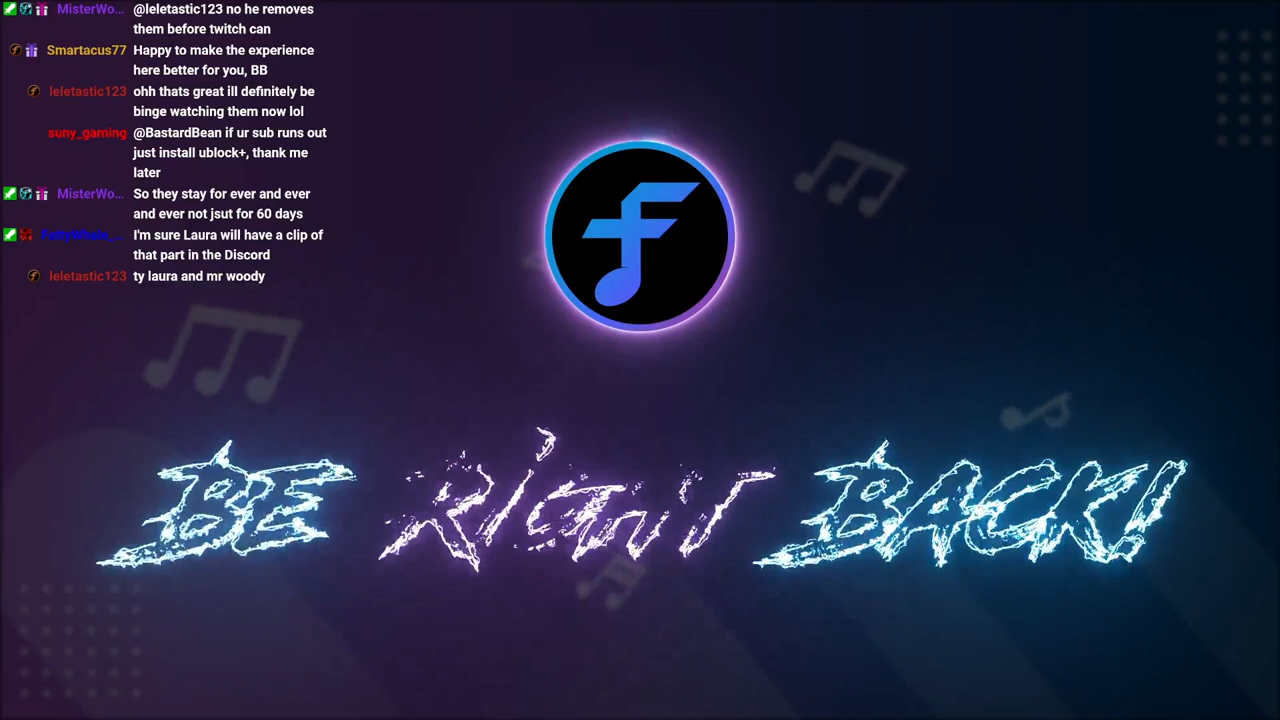 MisterWo... @leletastic123 no he removes
them before twitch can
Smartacus77 Happy to make the experience
here better for you, BB
leletastic123 ohh thats great ill definitely be
binge watching them now lol
suny_gaming @BastardBean if ur sub runs out
just install ublock+, thank me
later
MisterWo... So they stay for ever and ever
and ever not jsut for 60 days
FattyWhale_... I'm sure Laura will have a clip of
that part in the Discord
leletastic123 ty laura and mr woody
BE RIGHT BACK!